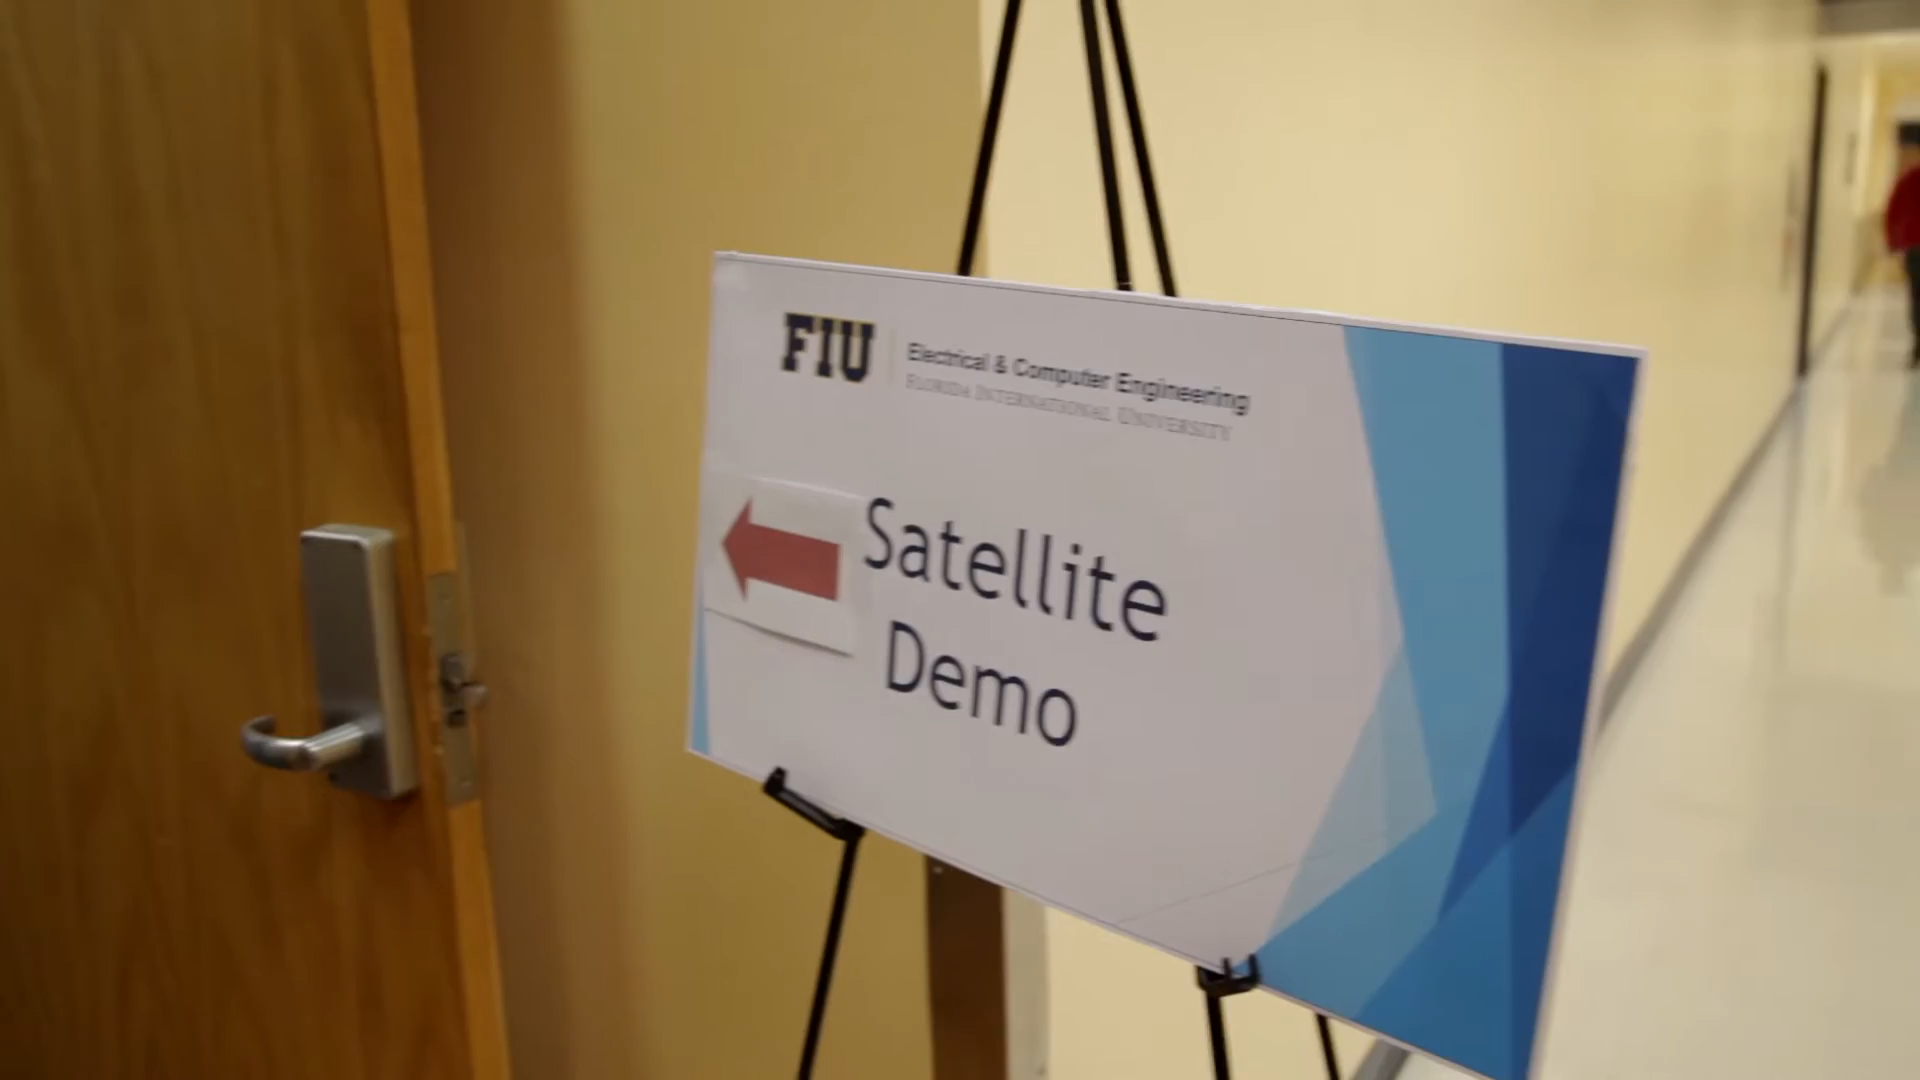 FIU
Electrical & Computer Engineering
FLORIDA INTERNATIONAL UNIVERSITY
Satellite
Demo